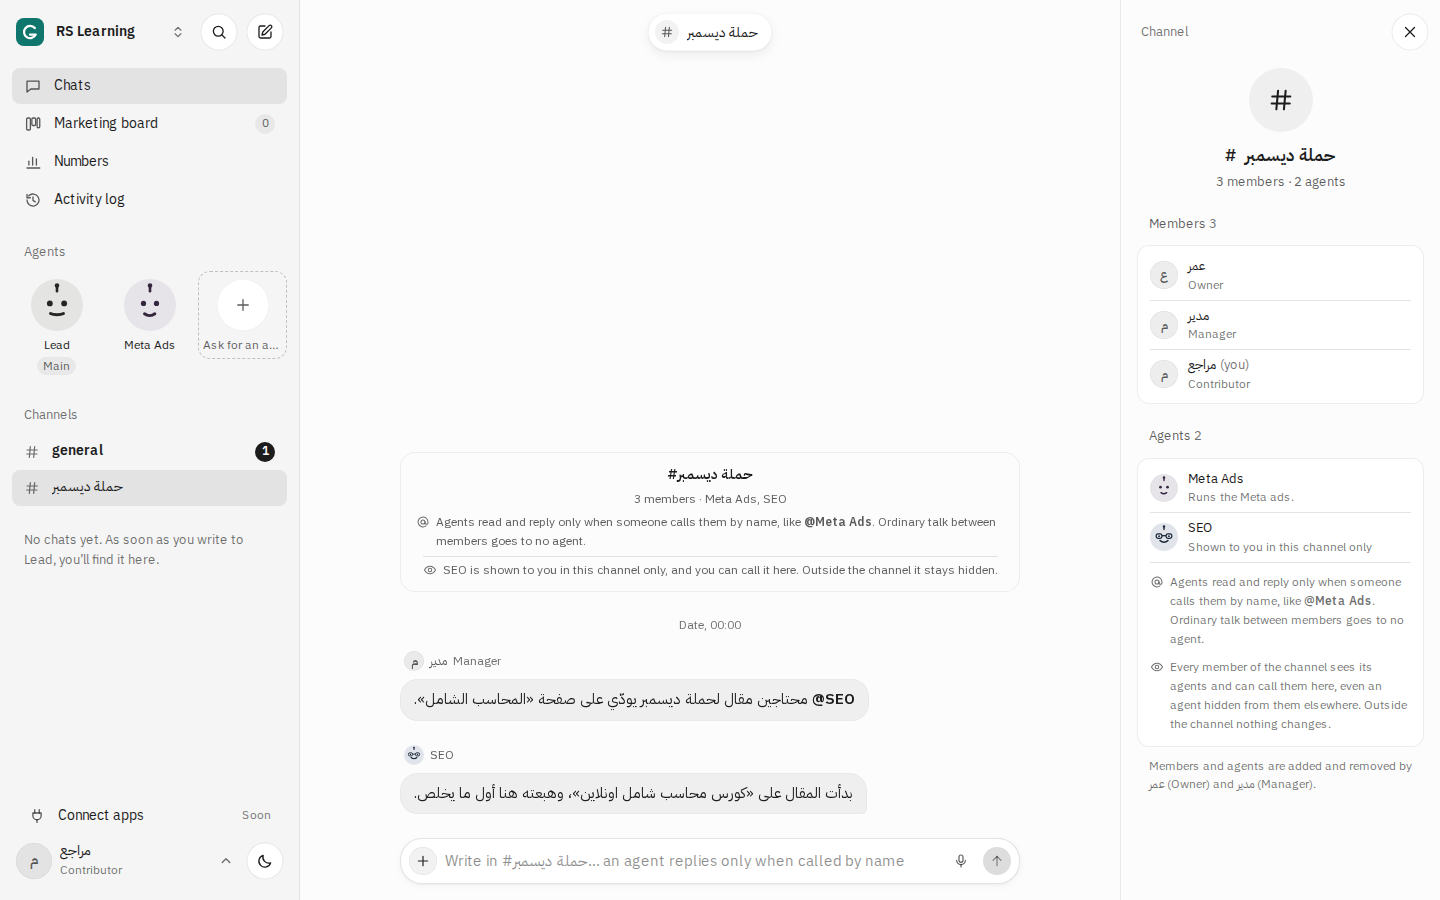 RS Learning
Chats
Marketing board
0
Numbers
Activity log
Agents
Lead
Main
Meta Ads
Ask for an a...
Channels
general
1
حملة ديسمبر
No chats yet. As soon as you write to
Lead, you'll find it here.
Connect apps
Soon
م
مراجع
Contributor
# حملة ديسمبر
#حملة ديسمبر
3 members · Meta Ads, SEO
Agents read and reply only when someone calls them by name, like @Meta Ads. Ordinary talk between
members goes to no agent.
SEO is shown to you in this channel only, and you can call it here. Outside the channel it stays hidden.
Date, 00:00
م مدير Manager
@SEO محتاجين مقال لحملة ديسمبر يودّي على صفحة «المحاسب الشامل».
SEO
بدأت المقال على «كورس محاسب شامل اونلاين»، وهبعته هنا أول ما يخلص.
Write in #حملة ديسمبر... an agent replies only when called by name
Channel
#
# حملة ديسمبر
3 members · 2 agents
Members 3
ع
عمر
Owner
م
مدير
Manager
م
مراجع (you)
Contributor
Agents 2
Meta Ads
Runs the Meta ads.
SEO
Shown to you in this channel only
Agents read and reply only when someone
calls them by name, like @Meta Ads.
Ordinary talk between members goes to no
agent.
Every member of the channel sees its
agents and can call them here, even an
agent hidden from them elsewhere. Outside
the channel nothing changes.
Members and agents are added and removed by
عمر (Owner) and مدير (Manager).